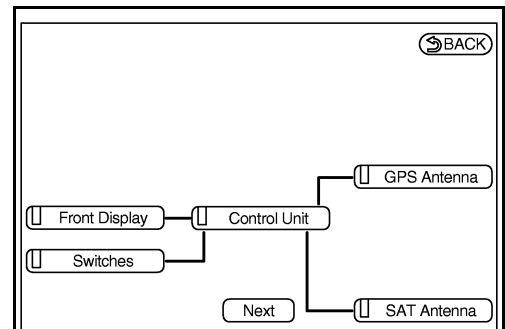 BACK
GPS Antenna
Front Display
Control Unit
Switches
Next
SAT Antenna